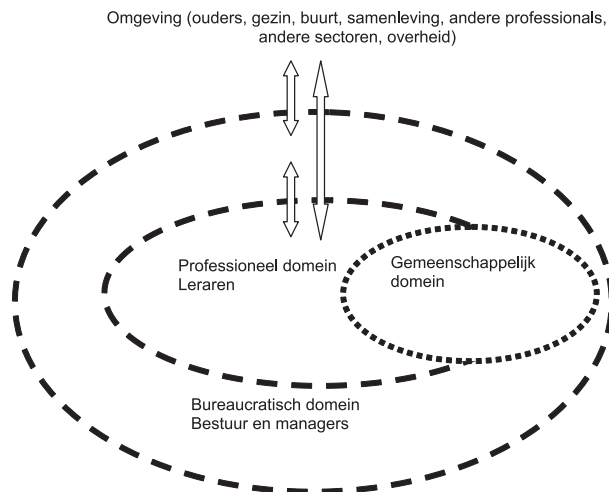 Omgeving (ouders, gezin, buurt, samenleving, andere professionals,
andere sectoren, overheid)
Professioneel domein
Leraren
Gemeenschappelijk
domein
Bureaucratisch domein
Bestuur en managers